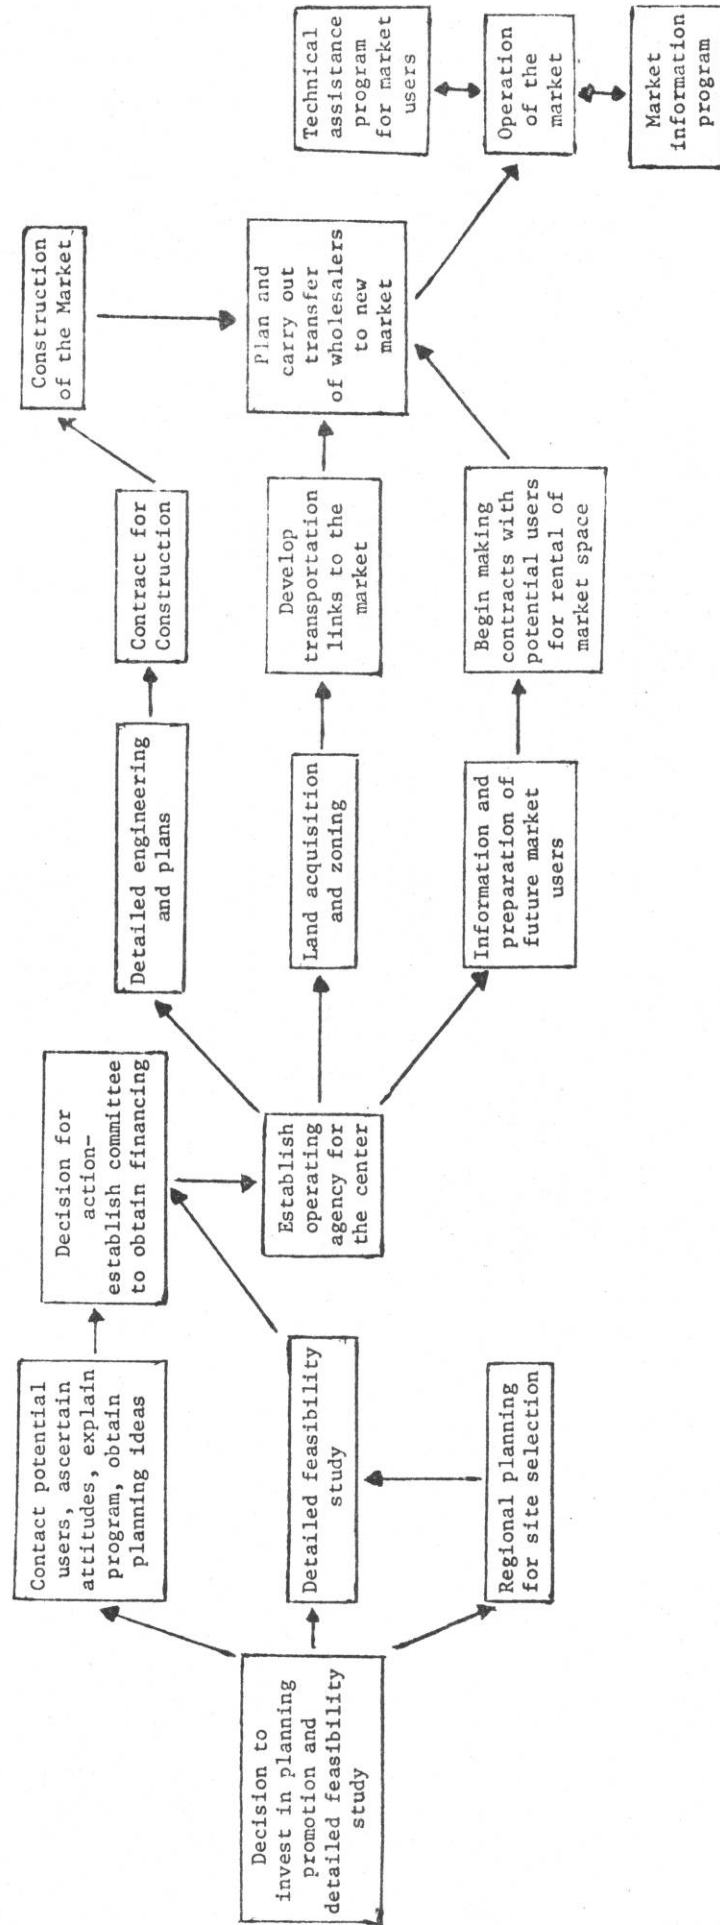 Decision to
invest in planning
promotion and
detailed feasibility
study
Contact potential
users, ascertain
attitudes, explain
program, obtain
planning ideas
Detailed feasibility
study
Regional planning
for site selection
Decision for
action-
establish committee
to obtain financing
Establish
operating
agency for
the center
Detailed engineering
and plans
Land acquisition
and zoning
Information and
preparation of
future market
users
Contract for
Construction
Develop
transportation
links to the
market
Begin making
contracts with
potential users
for rental of
market space
Construction
of the Market
Plan and
carry out
transfer
of wholesalers
to new
market
Technical
assistance
program
for market
users
Operation
of the
market
Market
information
program